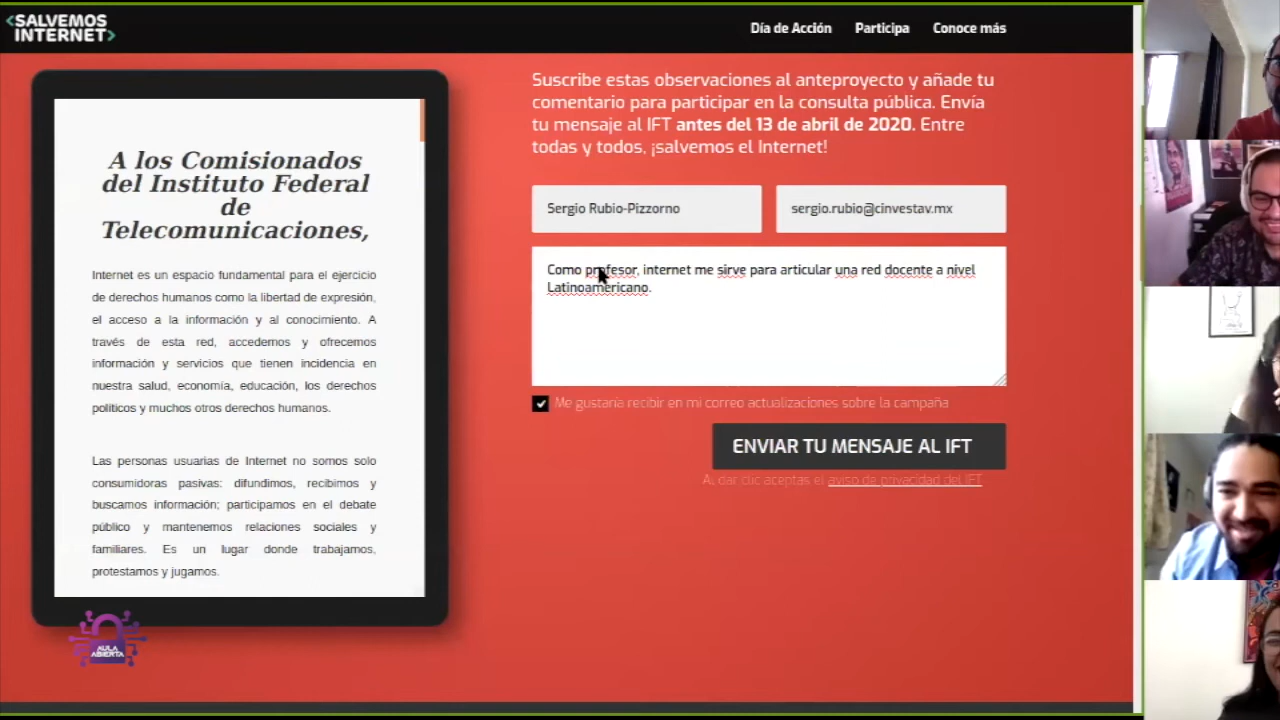 <SALVEMOS
INTERNET>
Día de Acción Participa Conoce más
A los Comisionados
del Instituto Federal
de
Telecomunicaciones,
Internet es un espacio fundamental para el ejercicio
de derechos humanos como la libertad de expresión,
el acceso a la información y al conocimiento. A
través de esta red, accedemos y ofrecemos
información y servicios que tienen incidencia en
nuestra salud, economía, educación, los derechos
políticos y muchos otros derechos humanos.
Las personas usuarias de Internet no somos solo
consumidoras pasivas: difundimos, recibimos y
buscamos información; participamos en el debate
público y mantenemos relaciones sociales y
familiares. Es un lugar donde trabajamos,
protestamos y jugamos.
AULA
ABIERTA
Suscribe estas observaciones al anteproyecto y añade tu
comentario para participar en la consulta pública. Envía
tu mensaje al IFT antes del 13 de abril de 2020. Entre
todas y todos, ¡salvemos el Internet!
Sergio Rubio-Pizzorno
sergio.rubio@cinvestav.mx
Como profesor, internet me sirve para articular una red docente a nivel
Latinoamericano.
Me gustaría recibir en mi correo actualizaciones sobre la campaña
ENVIAR TU MENSAJE AL IFT
Al dar clic aceptas el aviso de privacidad del IFT